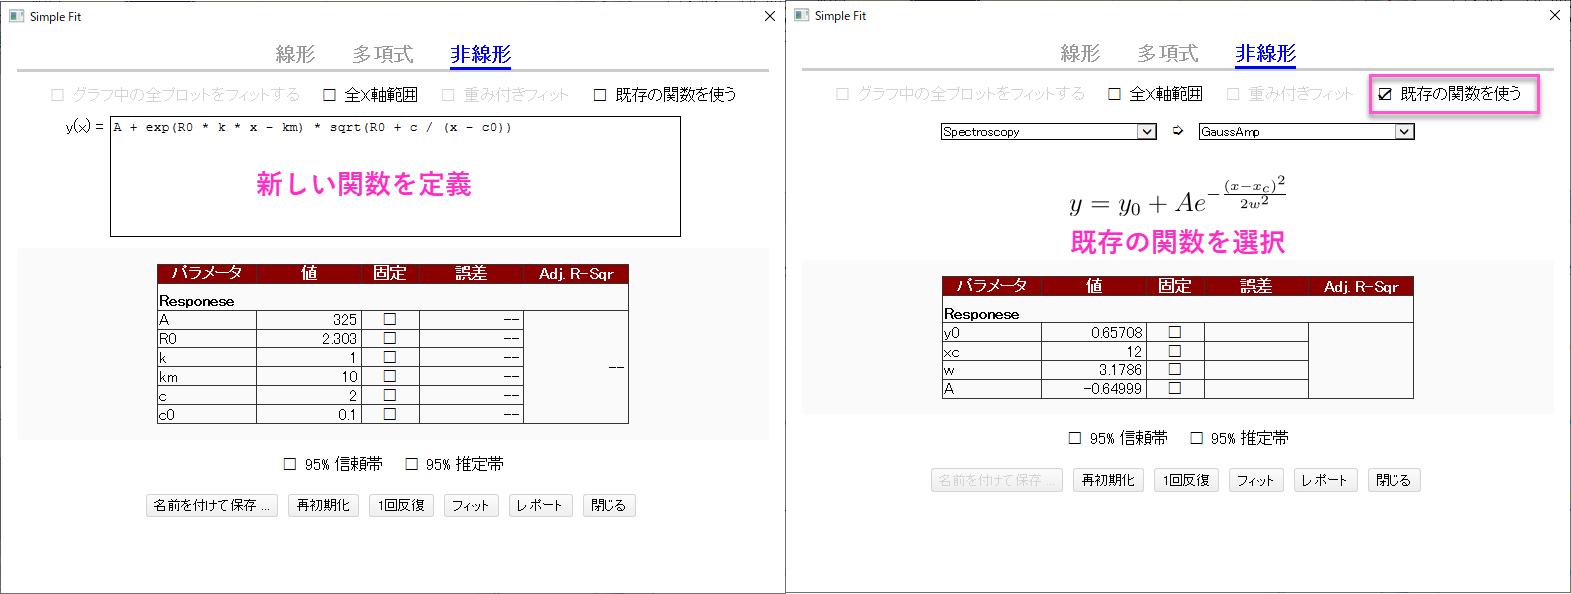 Simple Fit
線形 多項式 非線形
グラフ中の全プロットをフィットする 全X軸範囲 重み付きフィット 既存の関数を使う
y(x) = A + exp(R0 * k * x - km) * sqrt(R0 + c / (x - c0))
新しい関数を定義
パラメータ 値 固定 誤差 Adj. R-Sqr
Responese
A 325 --
R0 2.303 --
k 1 --
km 10 --
c 2 --
c0 0.1 --
--
95% 信頼帯 95% 推定帯
名前を付けて保存 ... 再初期化 1回反復 フィット レポート 閉じる
Simple Fit
線形 多項式 非線形
グラフ中の全プロットをフィットする 全X軸範囲 重み付きフィット 既存の関数を使う
Spectroscopy GaussAmp
y = y_0 + Ae^{-\frac{(x-x_c)^2}{2w^2}}
既存の関数を選択
パラメータ 値 固定 誤差 Adj. R-Sqr
Responese
y0 0.65708
xc 12
w 3.1786
A -0.64999
95% 信頼帯 95% 推定帯
名前を付けて保存 ... 再初期化 1回反復 フィット レポート 閉じる